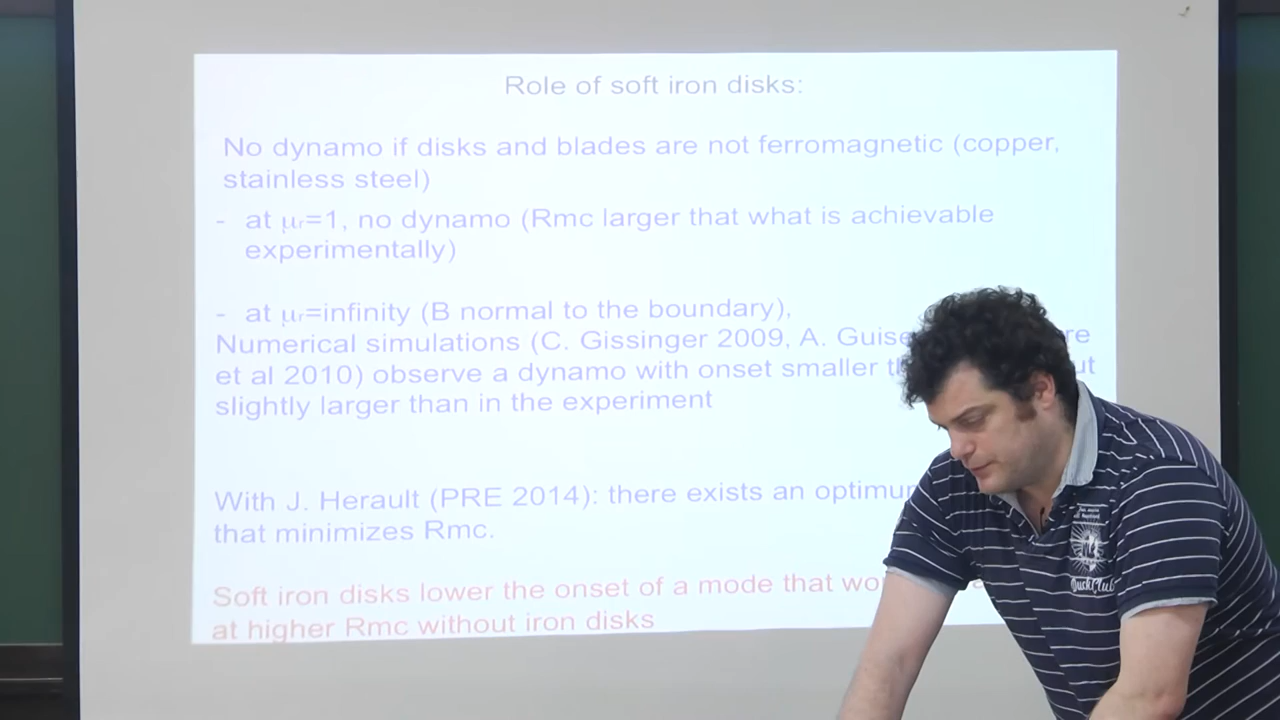 Role of soft iron disks:
No dynamo if disks and blades are not ferromagnetic (copper,
stainless steel)
- at μr=1, no dynamo (Rmc larger that what is achievable
experimentally)
- at μr=infinity (B normal to the boundary),
Numerical simulations (C. Gissinger 2009, A. Guise re
et al 2010) observe a dynamo with onset smaller ut
slightly larger than in the experiment
With J. Herault (PRE 2014): there exists an
that minimizes Rmc.
Soft iron disks lower the onset of a mode that
at higher Rmc without iron disks